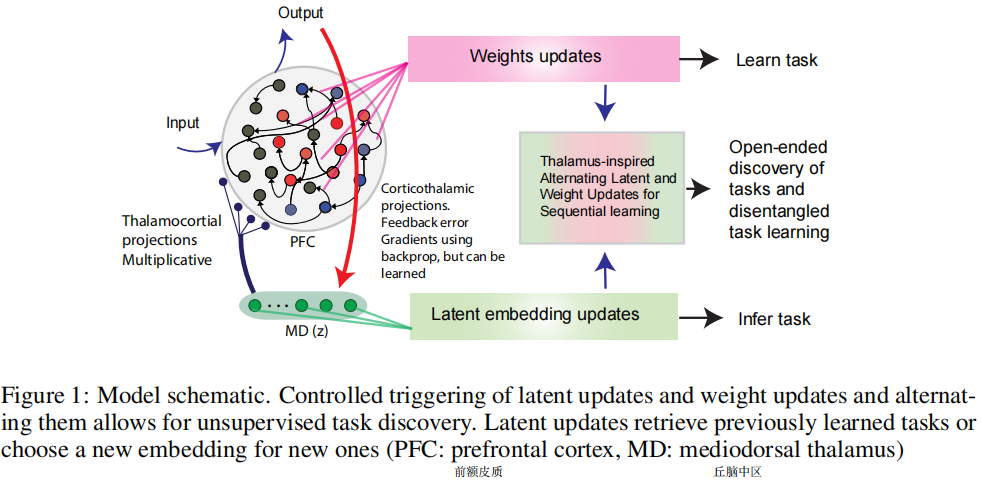 Output
Weights updates
Learn task
Input
Thalamus-inspired
Alternating Latent and
Weight Updates for
Sequential learning
Open-ended
discovery of
tasks and
disentangled
task learning
Corticothalamic
projections.
Feedback error
Gradients using
backprop, but can be
learned
Thalamocortial
projections
Multiplicative
PFC
MD (z)
Latent embedding updates
Infer task
Figure 1: Model schematic. Controlled triggering of latent updates and weight updates and alternat-
ing them allows for unsupervised task discovery. Latent updates retrieve previously learned tasks or
choose a new embedding for new ones (PFC: prefrontal cortex, MD: mediodorsal thalamus)
前额皮质
丘脑中区